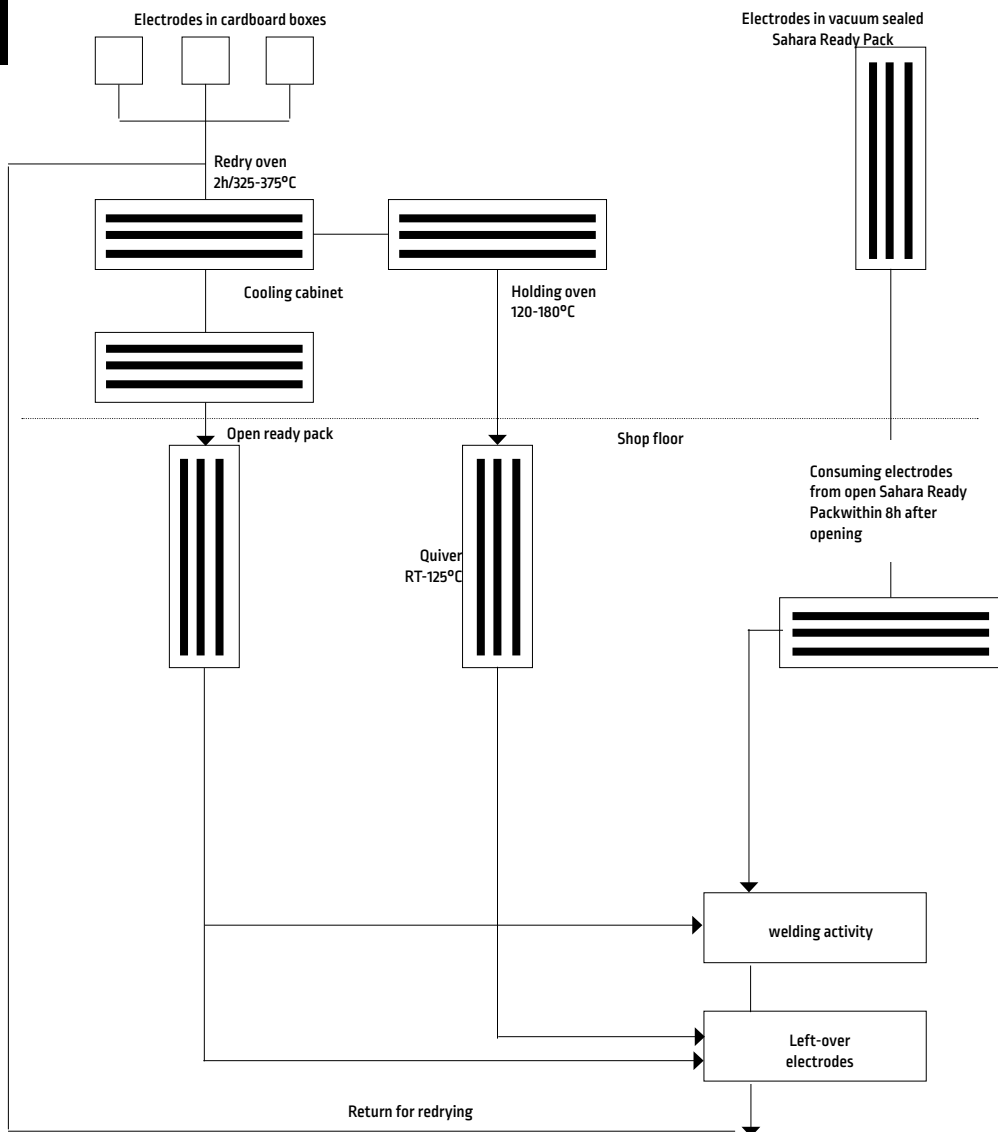 Electrodes in cardboard boxes
Electrodes in vacuum sealed
Sahara Ready Pack
Redry oven
2h/325-375°C
Cooling cabinet
Holding oven
120-180°C
Open ready pack
Shop floor
Consuming electrodes
from open Sahara Ready
Packwithin 8h after
opening
Quiver
RT-125°C
welding activity
Left-over
electrodes
Return for redrying